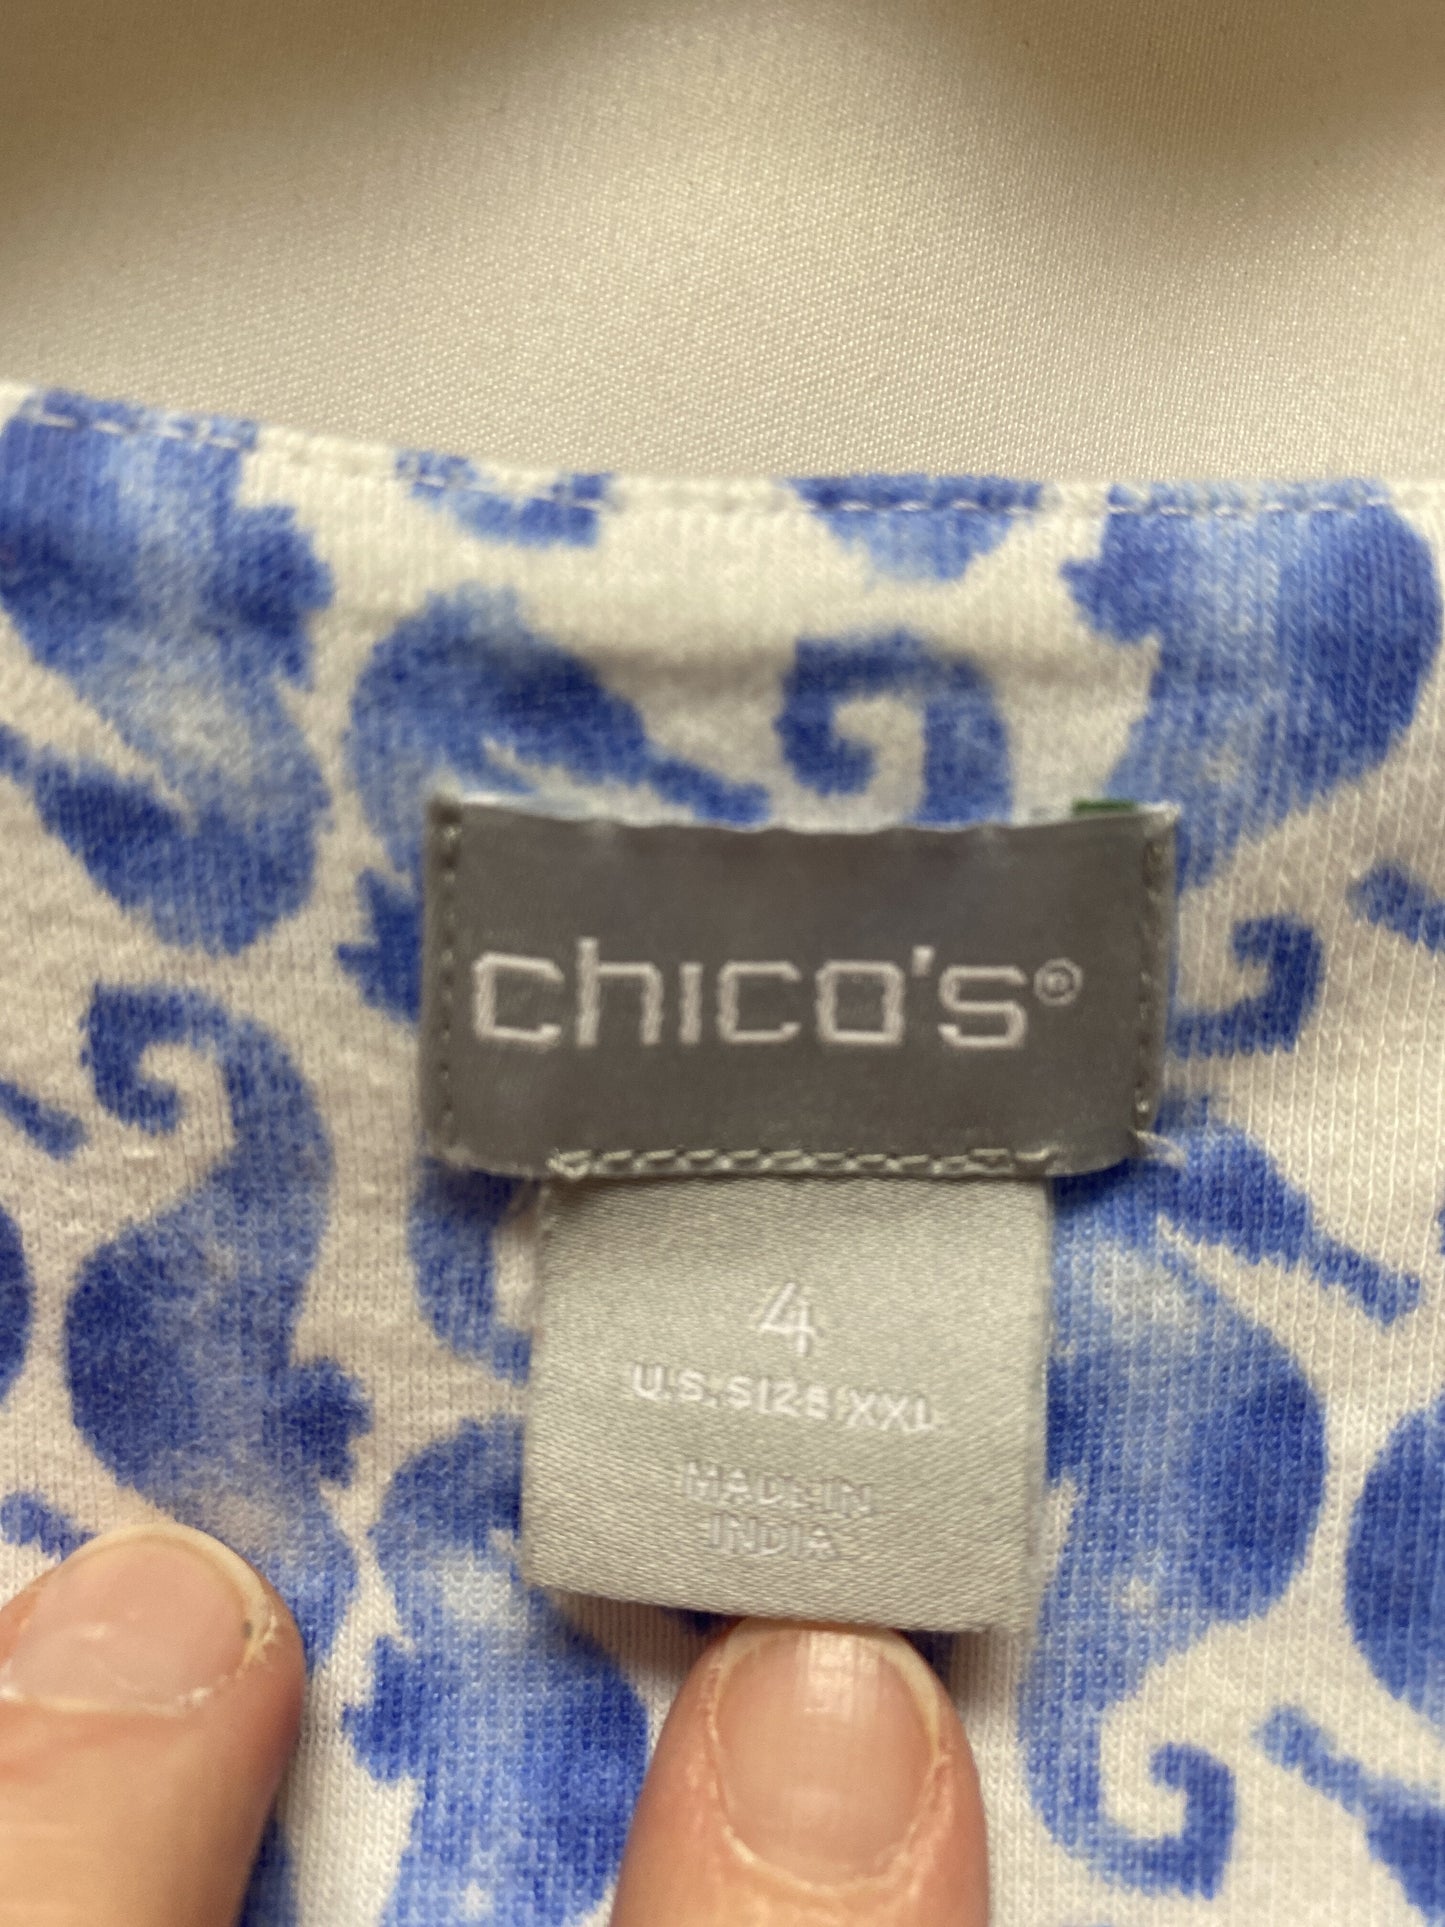 chico's®
4
U.S. SIZE: XXL
MADE IN
INDIA